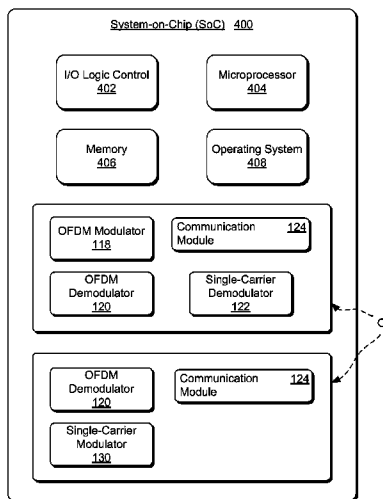 System-on-Chip (SoC) 400
I/O Logic Control
402
Microprocessor
404
Memory
406
Operating System
408
OFDM Modulator
118
Communication 124
Module
OFDM
Demodulator
120
Single-Carrier
Demodulator
122
OFDM
Demodulator
120
Communication 124
Module
Single-Carrier
Modulator
130